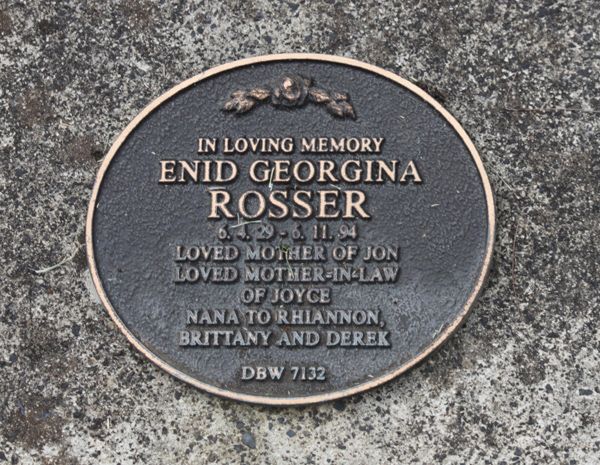 IN LOVING MEMORY
ENID GEORGINA
ROSSER
6. 4. 29 - 6. 11. 94
LOVED MOTHER OF JON
LOVED MOTHER-IN-LAW
OF JOYCE
NANA TO RHIANNON,
BRITTANY AND DEREK
DBW 7132